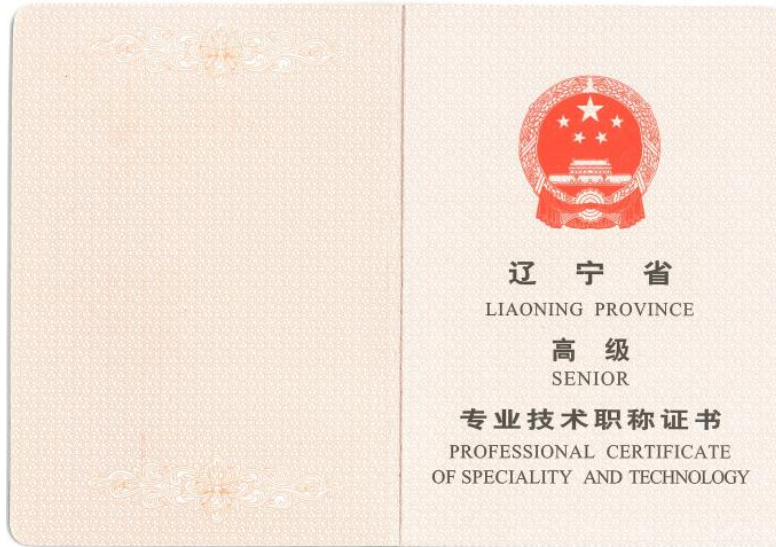 辽宁省
LIAONING PROVINCE
高级
SENIOR
专业技术职称证书
PROFESSIONAL CERTIFICATE
OF SPECIALITY AND TECHNOLOGY